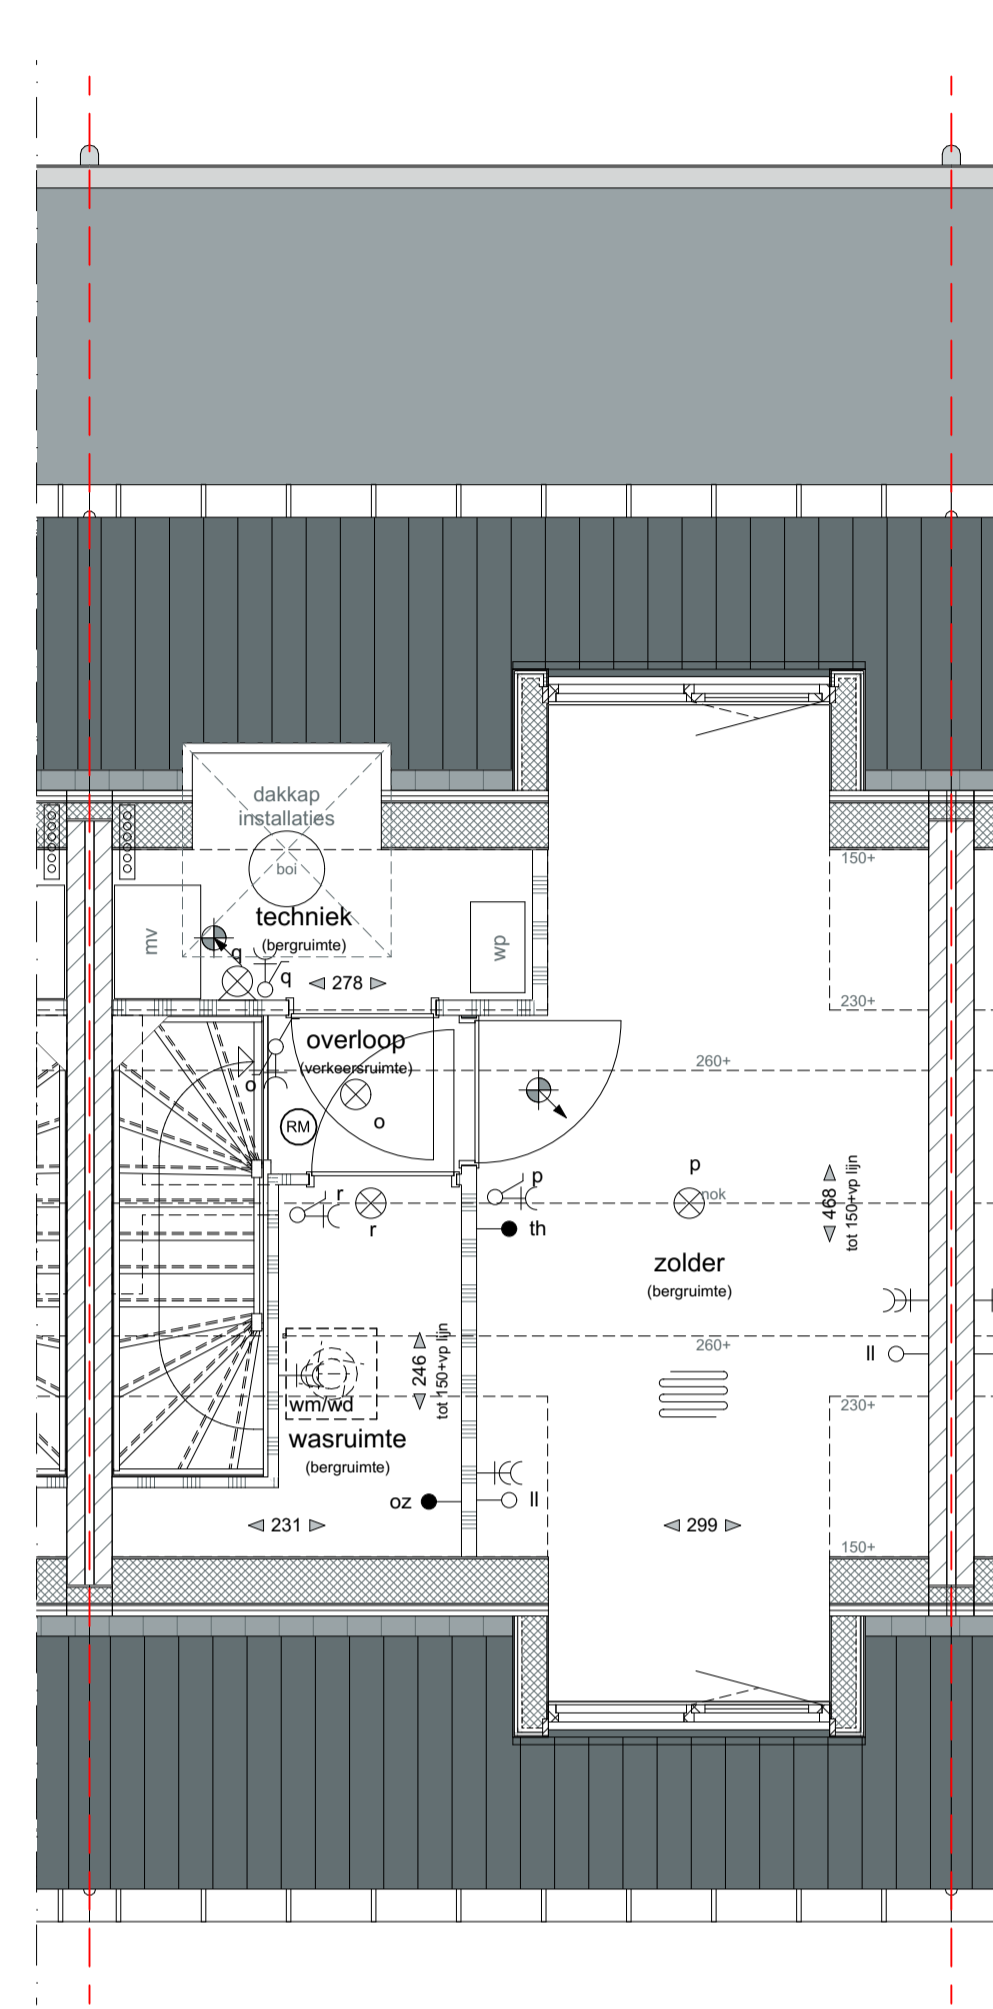 dakkap
installaties
boi
150+
techniek
(bergruimte)
mv
wp
q
q
278
230+
overloop
(verkeersruimte)
260+
o
o
RM
p
p
r
r
nok
468
tot 150+vp lijn
th
zolder
(bergruimte)
260+
ll
246
tot 150+vp lijn
wm/wd
230+
wasruimte
(bergruimte)
oz
ll
231
299
150+